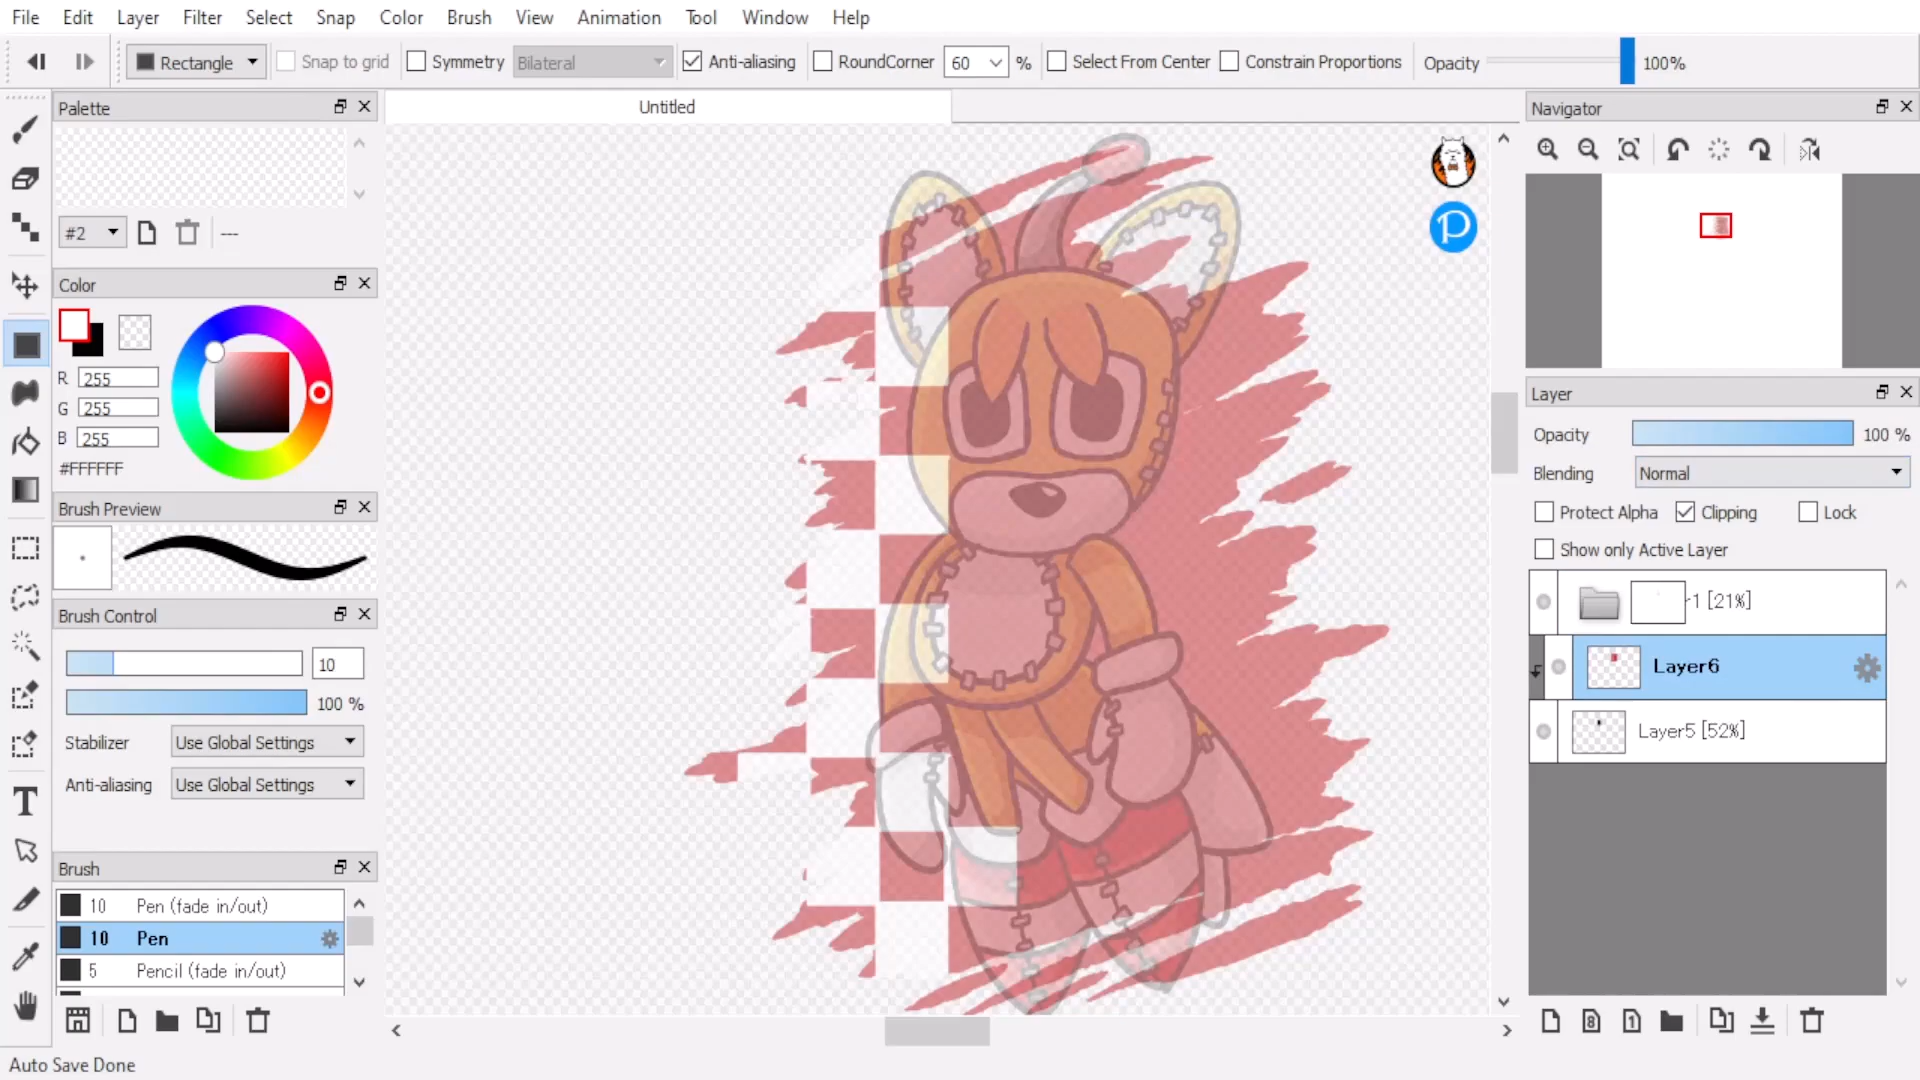 File Edit Layer Filter Select Snap Color Brush View Animation Tool Window Help
Rectangle Snap to grid Symmetry Bilateral Anti-aliasing RoundCorner 60 % Select From Center Constrain Proportions Opacity 100%
Palette
#2 ---
Color
R 255
G 255
B 255
#FFFFFF
Brush Preview
Brush Control
10
100 %
Stabilizer Use Global Settings
Anti-aliasing Use Global Settings
Brush
10 Pen (fade in/out)
10 Pen
5 Pencil (fade in/out)
Auto Save Done
Untitled
P
Navigator
Layer
Opacity 100 %
Blending Normal
Protect Alpha Clipping Lock
Show only Active Layer
1 [21%]
Layer6
Layer5 [52%]
8 1
T